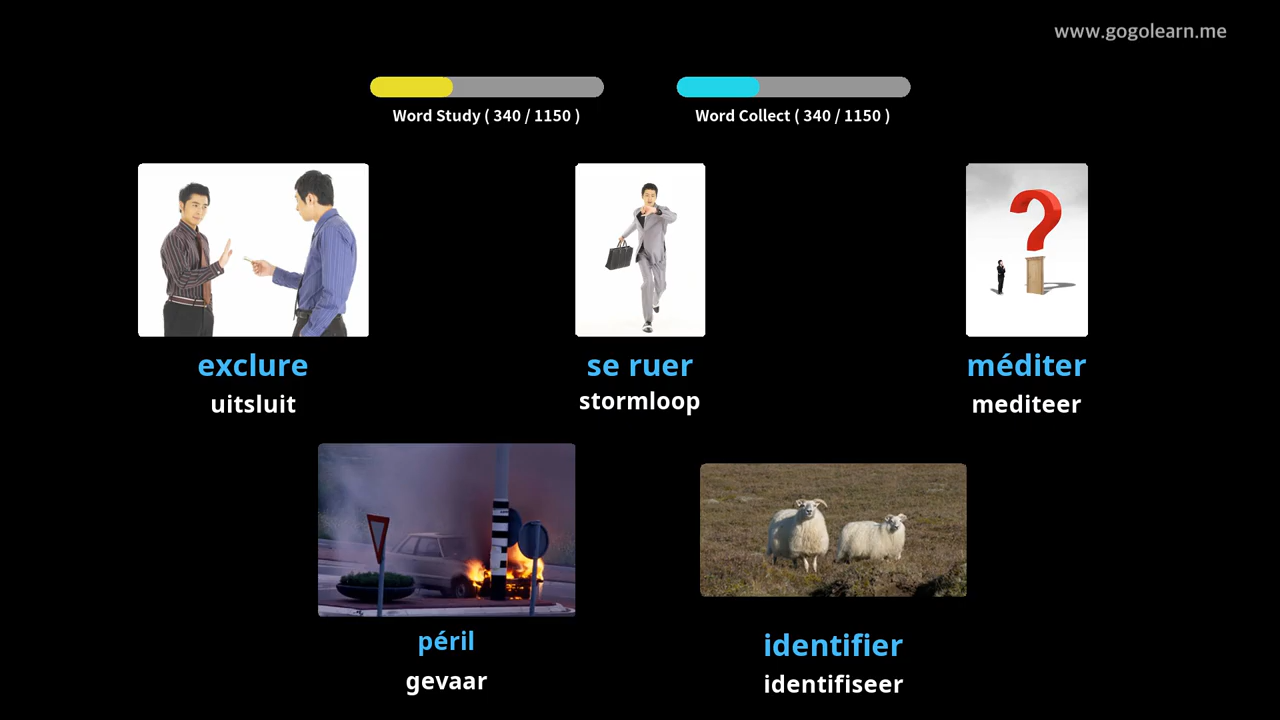 www.gogolearn.me
Word Study ( 340 / 1150 )
Word Collect ( 340 / 1150 )
exclure
uitsluit
se ruer
stormloop
méditer
mediteer
péril
gevaar
identifier
identifiseer